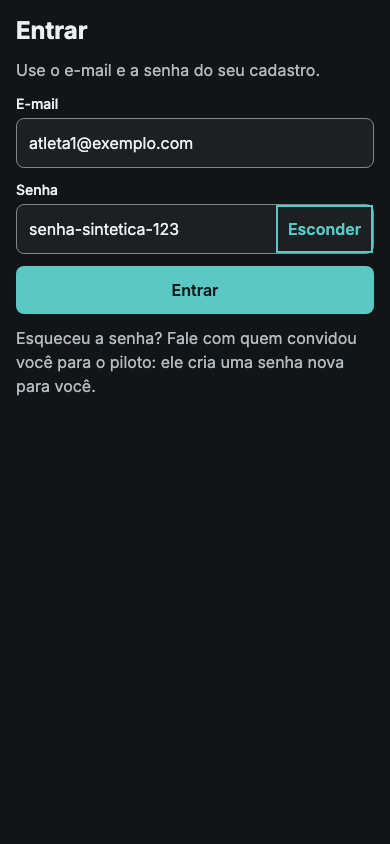 Entrar
Use o e-mail e a senha do seu cadastro.
E-mail
atleta1@exemplo.com
Senha
senha-sintetica-123 Esconder
Entrar
Esqueceu a senha? Fale com quem convidou
você para o piloto: ele cria uma senha nova
para você.